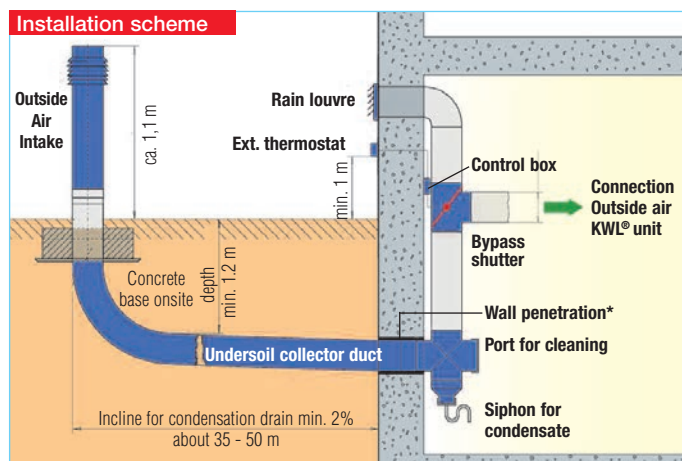 Installation scheme
Outside
Air
Intake
ca. 1,1 m
Rain louvre
Ext. thermostat
min. 1 m
Control box
Connection
Outside air
KWL® unit
Bypass
shutter
Concrete
base onsite
depth
min. 1.2 m
Wall penetration*
Undersoil collector duct
Port for cleaning
Incline for condensation drain min. 2%
about 35 - 50 m
Siphon for
condensate